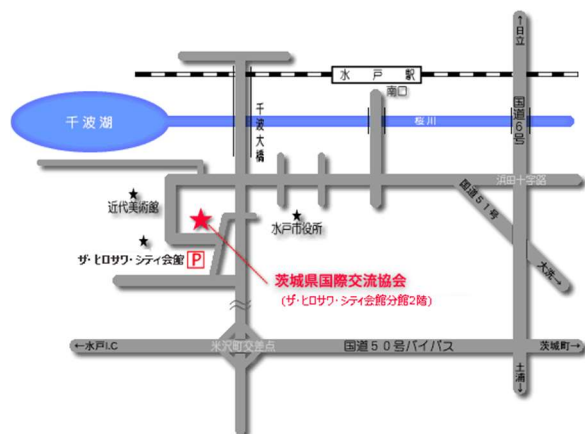 ↑日立
水戸駅
南口
千波湖
千波大橋
桜川
国道6号
浜田十字路
国道51号
近代美術館
水戸市役所
大洗→
ザ・ヒロサワ・シティ会館
P
茨城県国際交流協会
(ザ・ヒロサワ・シティ会館分館2階)
←水戸I.C
米沢町交差点
国道50号バイパス
茨城町→
土浦→